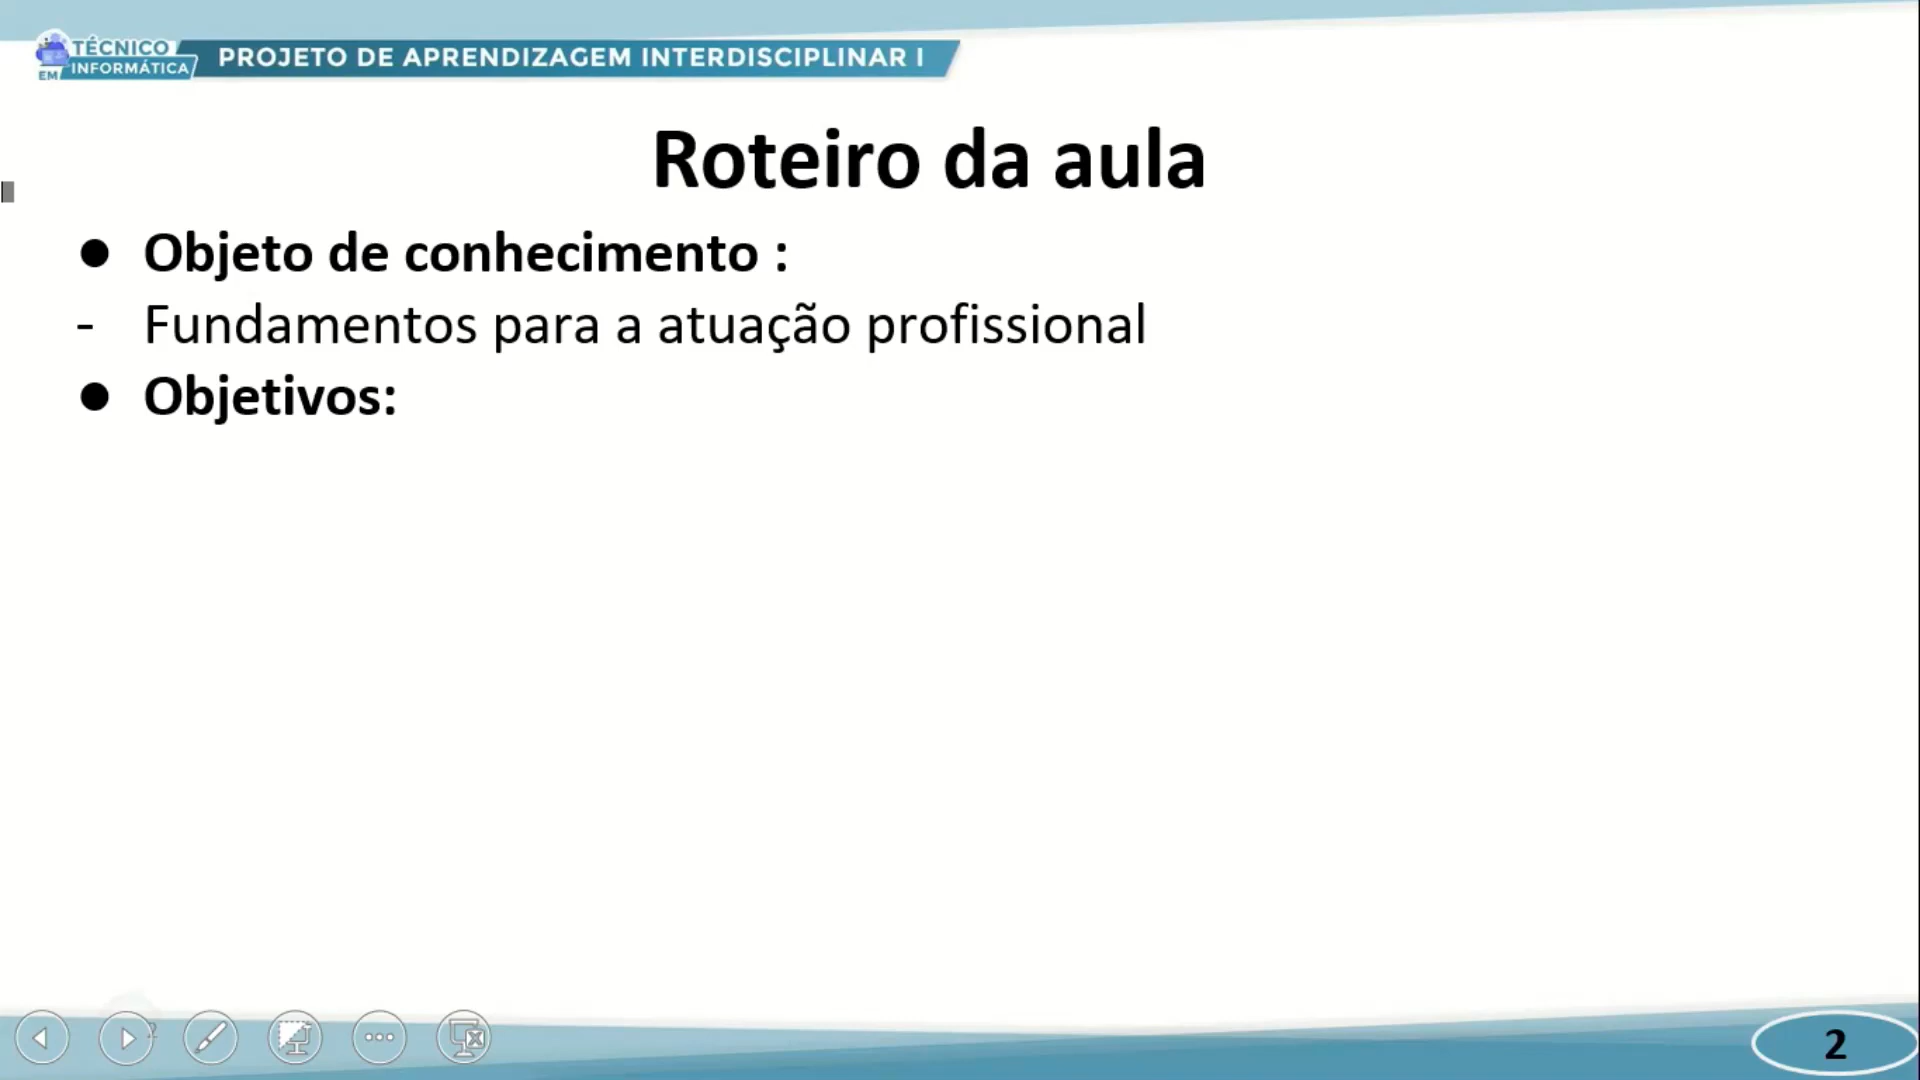 TÉCNICO
EM INFORMÁTICA
PROJETO DE APRENDIZAGEM INTERDISCIPLINAR I
Roteiro da aula
● Objeto de conhecimento :
- Fundamentos para a atuação profissional
● Objetivos:
2